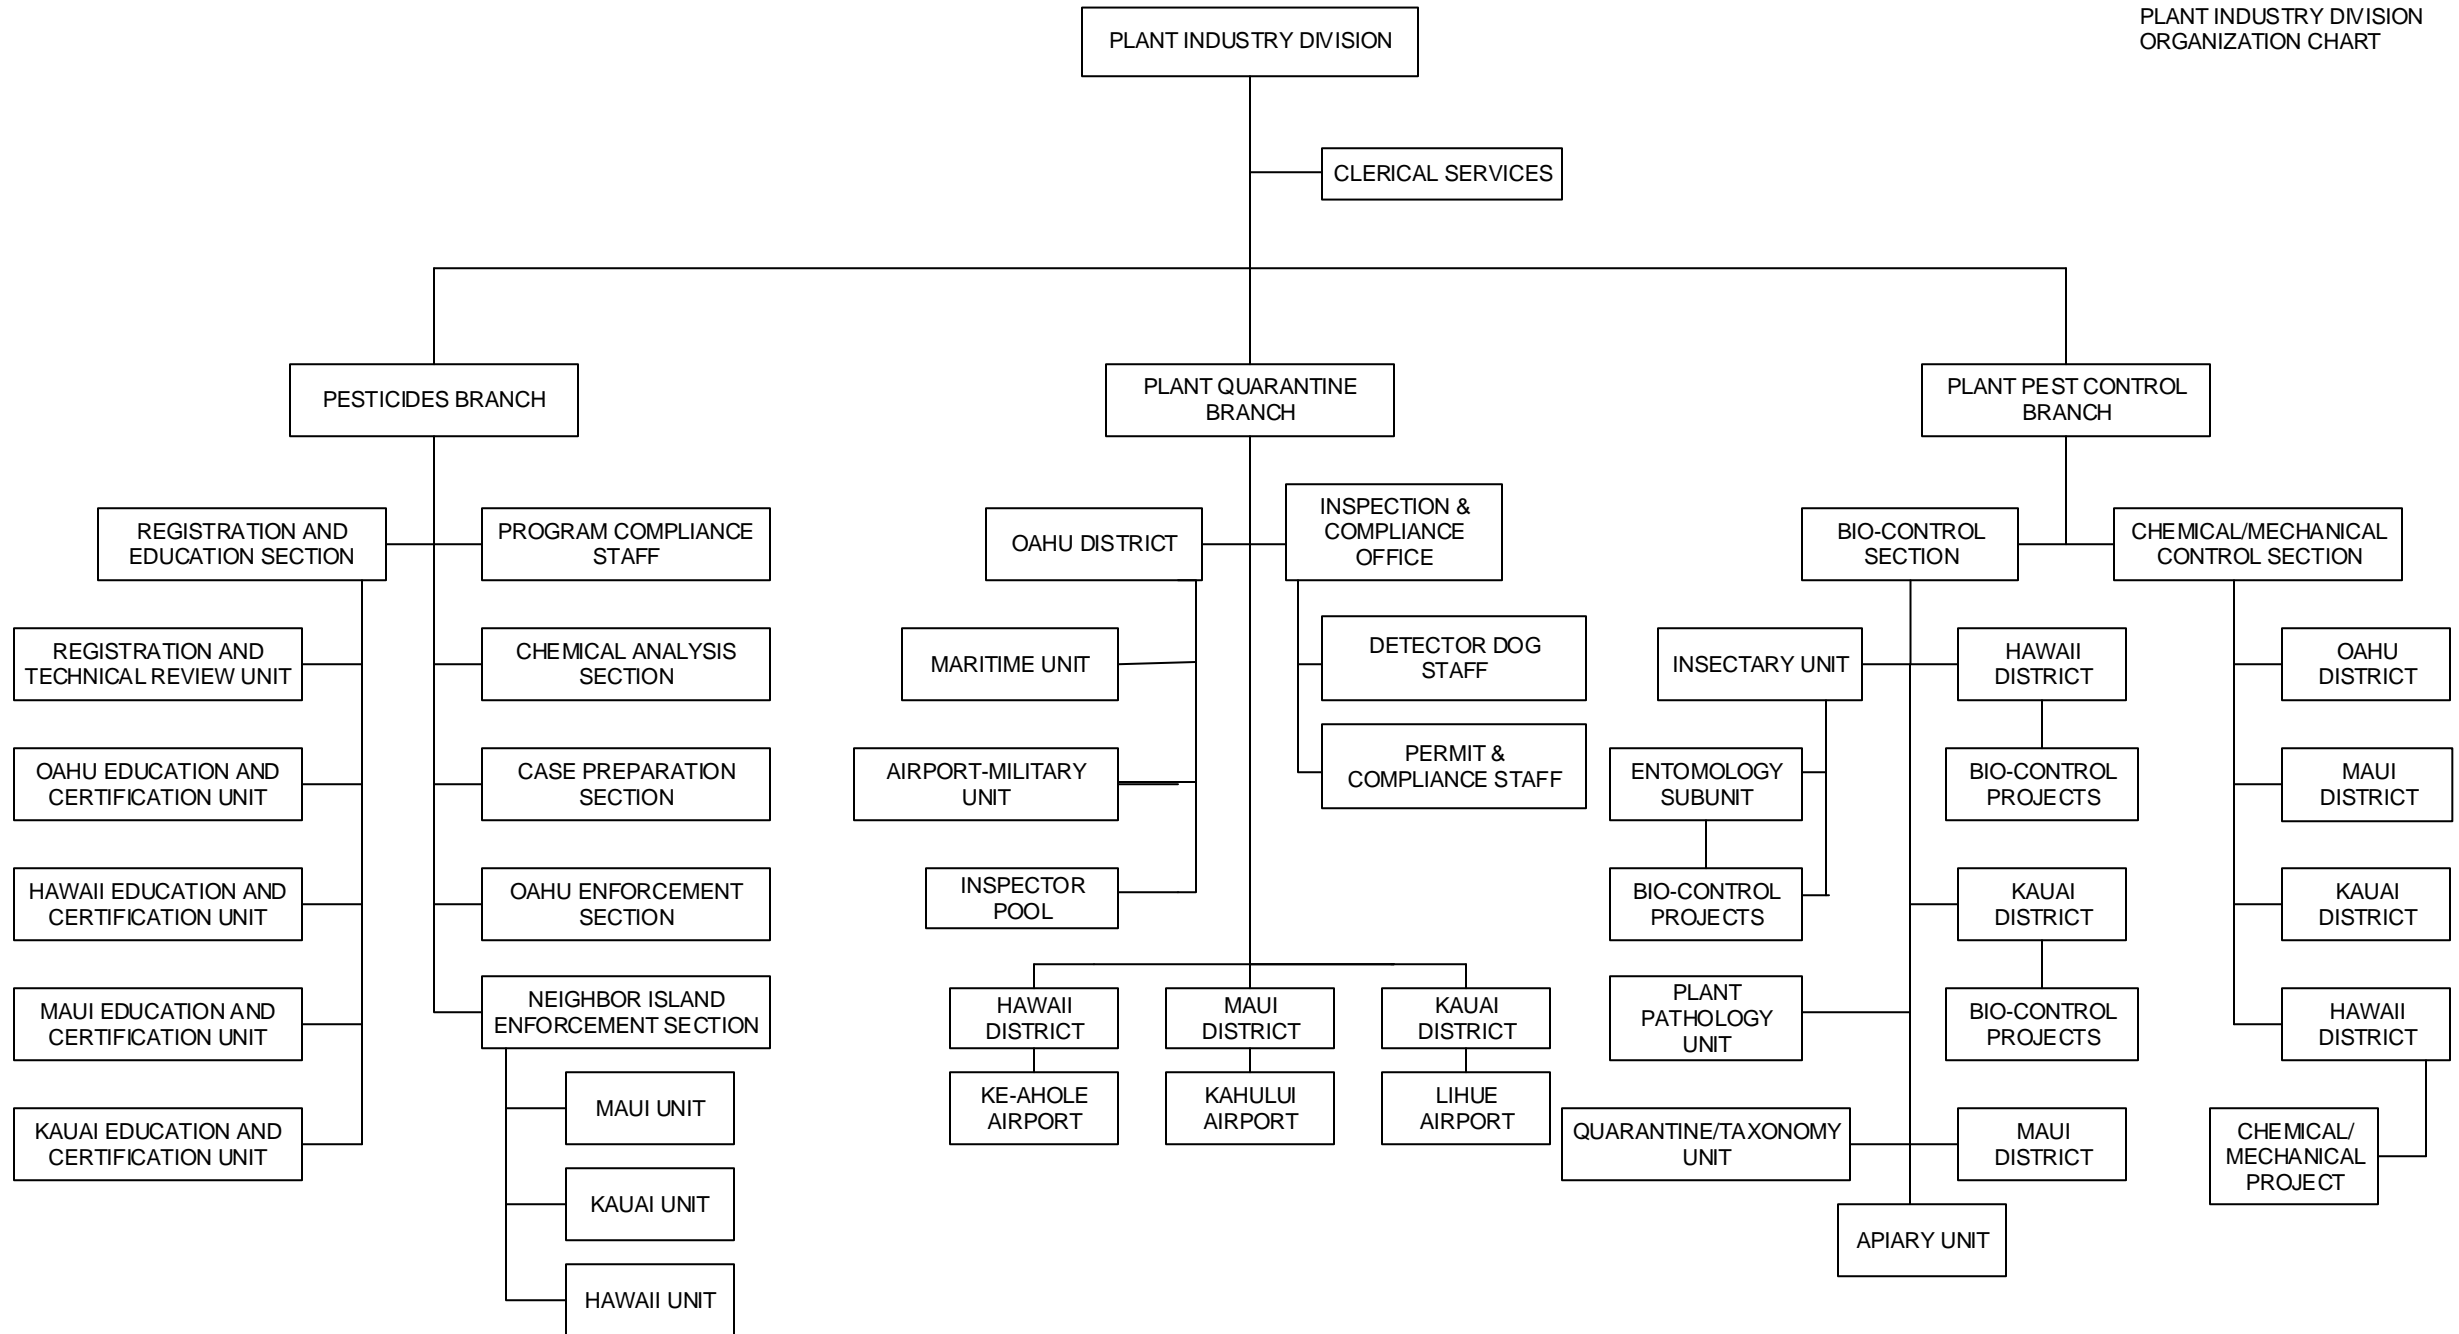 PLANT INDUSTRY DIVISION
ORGANIZATION CHART
PLANT INDUSTRY DIVISION
CLERICAL SERVICES
PESTICIDES BRANCH
PLANT QUARANTINE
BRANCH
PLANT PEST CONTROL
BRANCH
REGISTRATION AND
EDUCATION SECTION
REGISTRATION AND
TECHNICAL REVIEW UNIT
OAHU EDUCATION AND
CERTIFICATION UNIT
HAWAII EDUCATION AND
CERTIFICATION UNIT
MAUI EDUCATION AND
CERTIFICATION UNIT
KAUAI EDUCATION AND
CERTIFICATION UNIT
PROGRAM COMPLIANCE
STAFF
CHEMICAL ANALYSIS
SECTION
CASE PREPARATION
SECTION
OAHU ENFORCEMENT
SECTION
NEIGHBOR ISLAND
ENFORCEMENT SECTION
MAUI UNIT
KAUAI UNIT
HAWAII UNIT
OAHU DISTRICT
MARITIME UNIT
AIRPORT-MILITARY
UNIT
INSPECTOR
POOL
INSPECTION &
COMPLIANCE
OFFICE
DETECTOR DOG
STAFF
PERMIT &
COMPLIANCE STAFF
HAWAII
DISTRICT
KE-AHOLE
AIRPORT
MAUI
DISTRICT
KAHULUI
AIRPORT
KAUAI
DISTRICT
LIHUE
AIRPORT
BIO-CONTROL
SECTION
INSECTARY UNIT
ENTOMOLOGY
SUBUNIT
BIO-CONTROL
PROJECTS
PLANT
PATHOLOGY
UNIT
QUARANTINE/TAXONOMY
UNIT
HAWAII
DISTRICT
BIO-CONTROL
PROJECTS
KAUAI
DISTRICT
BIO-CONTROL
PROJECTS
MAUI
DISTRICT
APIARY UNIT
CHEMICAL/MECHANICAL
CONTROL SECTION
OAHU
DISTRICT
MAUI
DISTRICT
KAUAI
DISTRICT
HAWAII
DISTRICT
CHEMICAL/
MECHANICAL
PROJECT